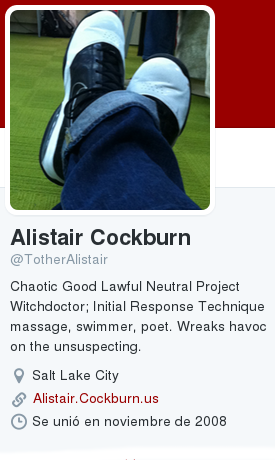 Alistair Cockburn
@TotherAlistair
Chaotic Good Lawful Neutral Project
Witchdoctor; Initial Response Technique
massage, swimmer, poet. Wreaks havoc
on the unsuspecting.
Salt Lake City
Alistair.Cockburn.us
Se unió en noviembre de 2008